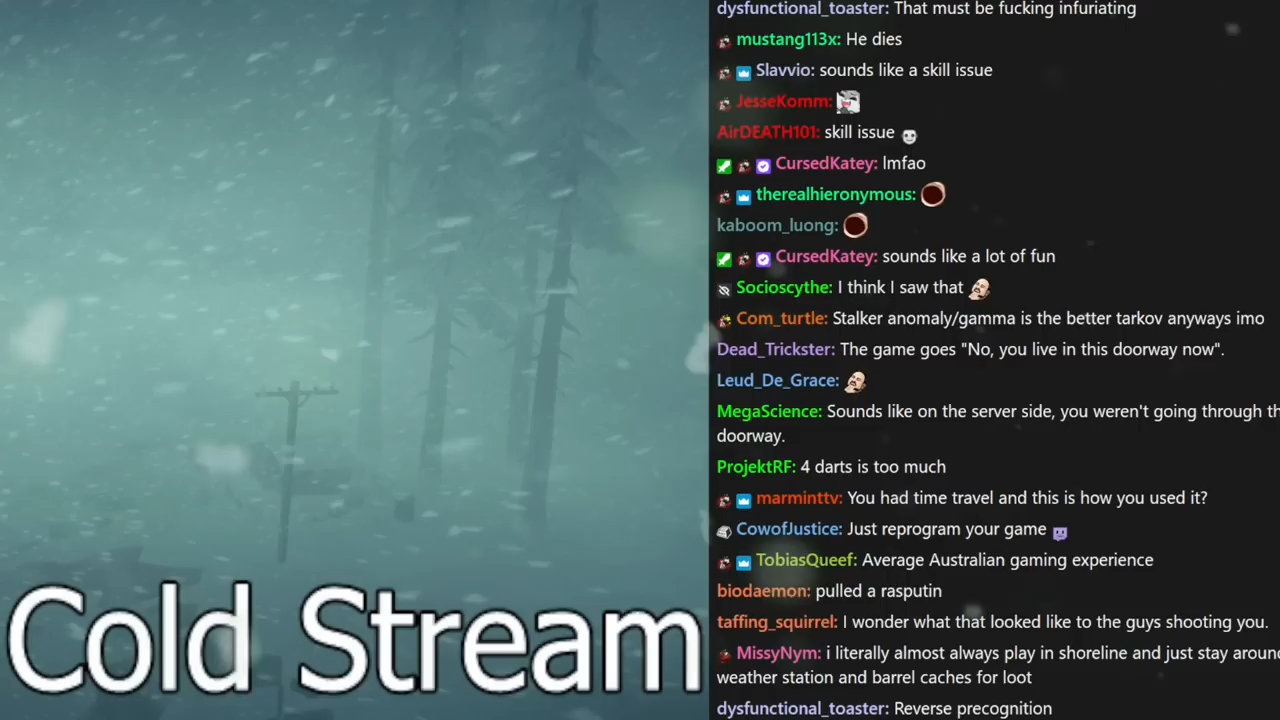 dysfunctional_toaster: That must be fucking infuriating
mustang113x: He dies
Slavvio: sounds like a skill issue
JesseKomm:
AirDEATH101: skill issue
CursedKatey: lmfao
therealhieronymous:
kaboom_luong:
CursedKatey: sounds like a lot of fun
Socioscythe: I think I saw that
Com_turtle: Stalker anomaly/gamma is the better tarkov anyways imo
Dead_Trickster: The game goes "No, you live in this doorway now".
Leud_De_Grace:
MegaScience: Sounds like on the server side, you weren't going through th
doorway.
ProjektRF: 4 darts is too much
marminttv: You had time travel and this is how you used it?
CowofJustice: Just reprogram your game
TobiasQueef: Average Australian gaming experience
biodaemon: pulled a rasputin
taffing_squirrel: I wonder what that looked like to the guys shooting you.
MissyNym: i literally almost always play in shoreline and just stay aroun
weather station and barrel caches for loot
dysfunctional_toaster: Reverse precognition
Cold Stream